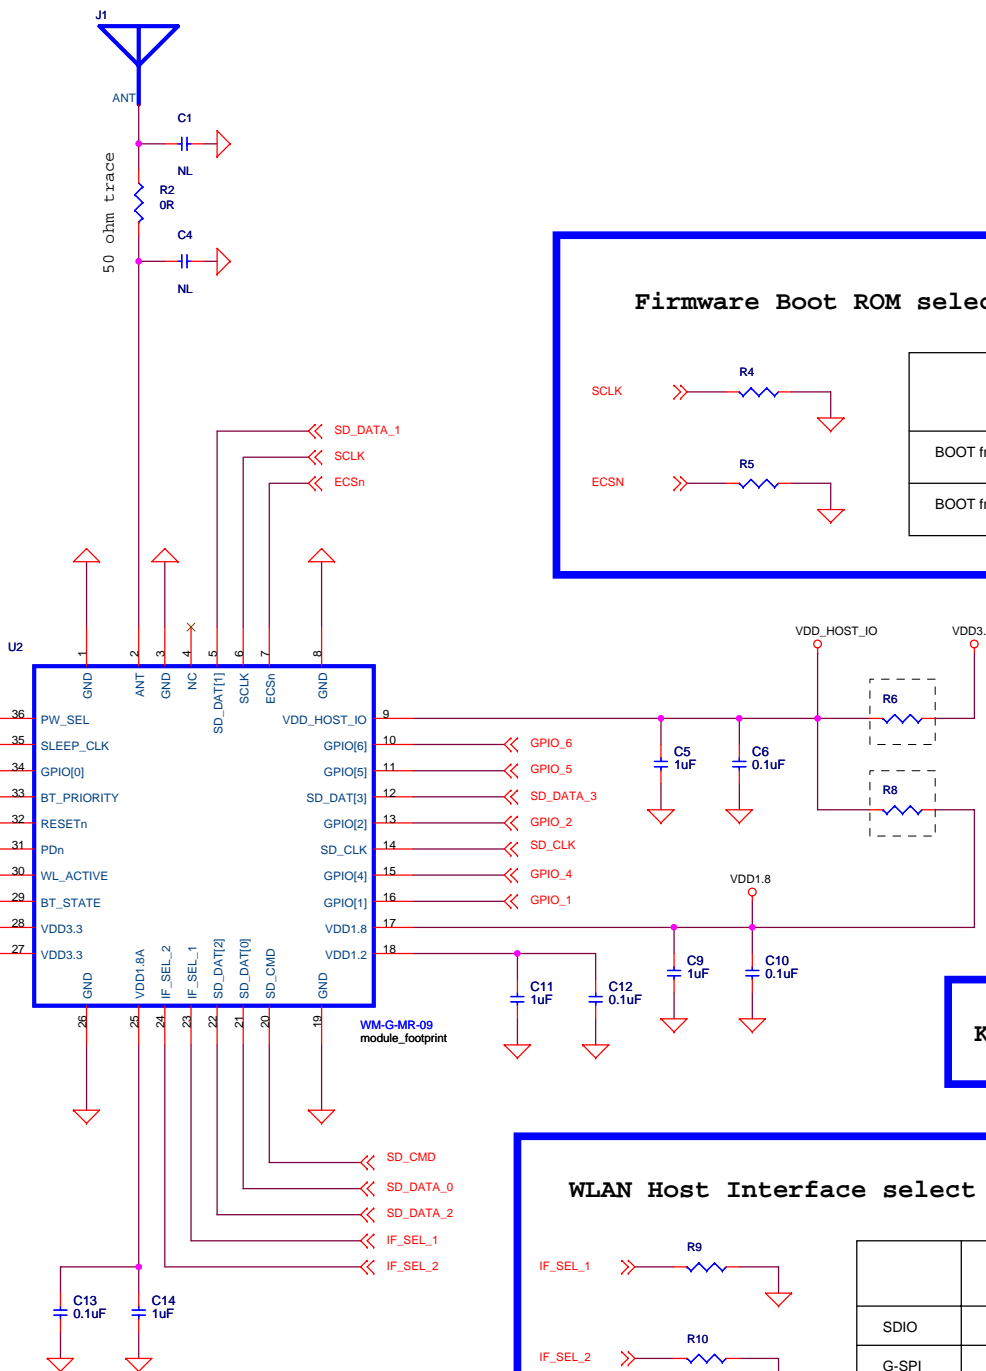 J1
ANT
C1
NL
50 ohm trace
R2
0R
C4
NL
Firmware Boot ROM selec
SCLK
R4
ECSN
R5
BOOT fr
BOOT fr
SD_DATA_1
SCLK
ECSn
U2
1
2
3
4
5
6
7
8
GND
ANT
GND
NC
SD_DAT[1]
SCLK
ECSn
GND
36
PW_SEL
35
SLEEP_CLK
34
GPIO[0]
33
BT_PRIORITY
32
RESETn
31
PDn
30
WL_ACTIVE
29
BT_STATE
28
VDD3.3
27
VDD3.3
VDD_HOST_IO
9
GPIO[6]
10
GPIO_6
GPIO[5]
11
GPIO_5
SD_DAT[3]
12
SD_DATA_3
GPIO[2]
13
GPIO_2
SD_CLK
14
SD_CLK
GPIO[4]
15
GPIO_4
GPIO[1]
16
GPIO_1
VDD1.8
17
VDD1.2
18
GND
VDD1.8A
IF_SEL_2
IF_SEL_1
SD_DAT[2]
SD_DAT[0]
SD_CMD
GND
26
25
24
23
22
21
20
19
WM-G-MR-09
module_footprint
VDD_HOST_IO
VDD3.
R6
R8
C5
1uF
C6
0.1uF
VDD1.8
C9
1uF
C10
0.1uF
C11
1uF
C12
0.1uF
K
SD_CMD
SD_DATA_0
SD_DATA_2
IF_SEL_1
IF_SEL_2
C13
0.1uF
C14
1uF
WLAN Host Interface select
IF_SEL_1
R9
IF_SEL_2
R10
SDIO
G-SPI